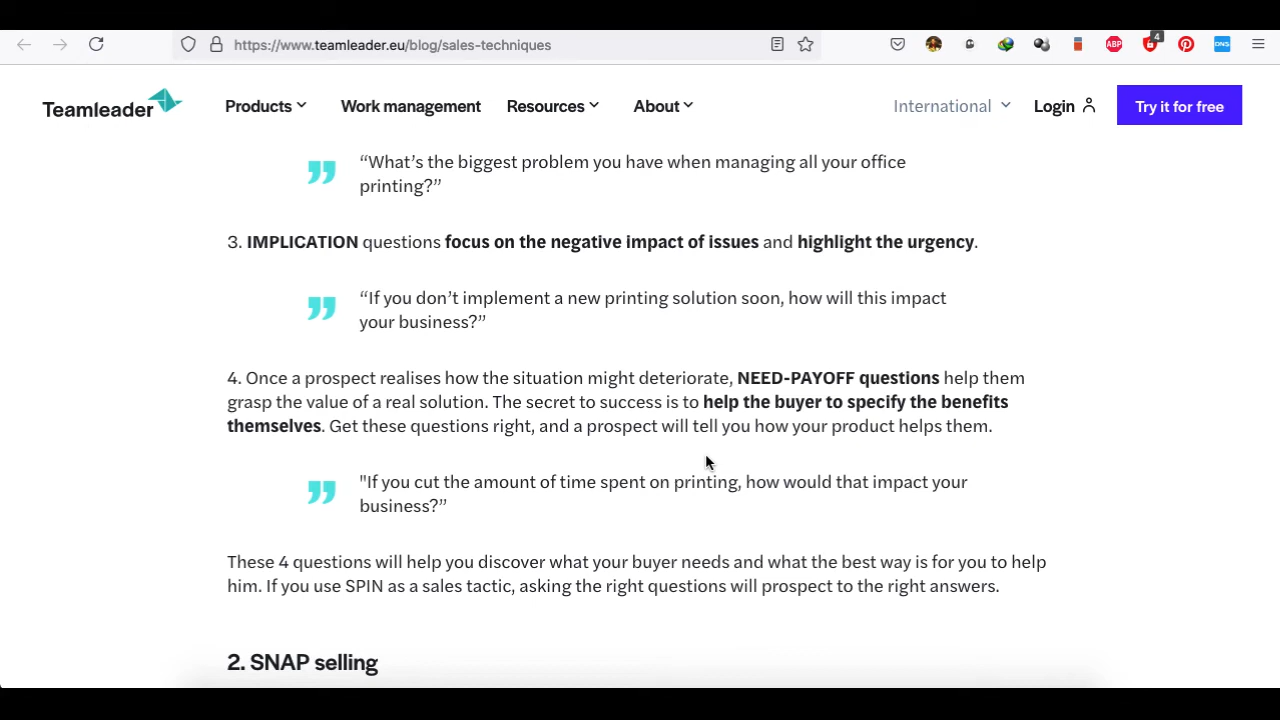 https://www.teamleader.eu/blog/sales-techniques
4
ABP
DNS
Teamleader
Products
Work management
Resources
About
International
Login
Try it for free
“What’s the biggest problem you have when managing all your office
printing?”
3. IMPLICATION questions focus on the negative impact of issues and highlight the urgency.
“If you don’t implement a new printing solution soon, how will this impact
your business?”
4. Once a prospect realises how the situation might deteriorate, NEED-PAYOFF questions help them
grasp the value of a real solution. The secret to success is to help the buyer to specify the benefits
themselves. Get these questions right, and a prospect will tell you how your product helps them.
"If you cut the amount of time spent on printing, how would that impact your
business?”
These 4 questions will help you discover what your buyer needs and what the best way is for you to help
him. If you use SPIN as a sales tactic, asking the right questions will prospect to the right answers.
2. SNAP selling